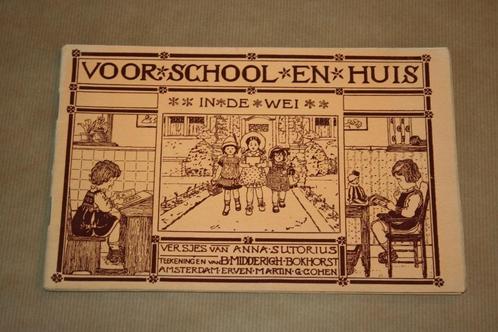 VOOR SCHOOL EN HUIS
IN DE WEI
VERSJES VAN ANNA SUTORIUS
TEEKENINGEN VAN B. MIDDERIGH-BOKHORST
AMSTERDAM-ERVEN-MARTIN-G-COHEN